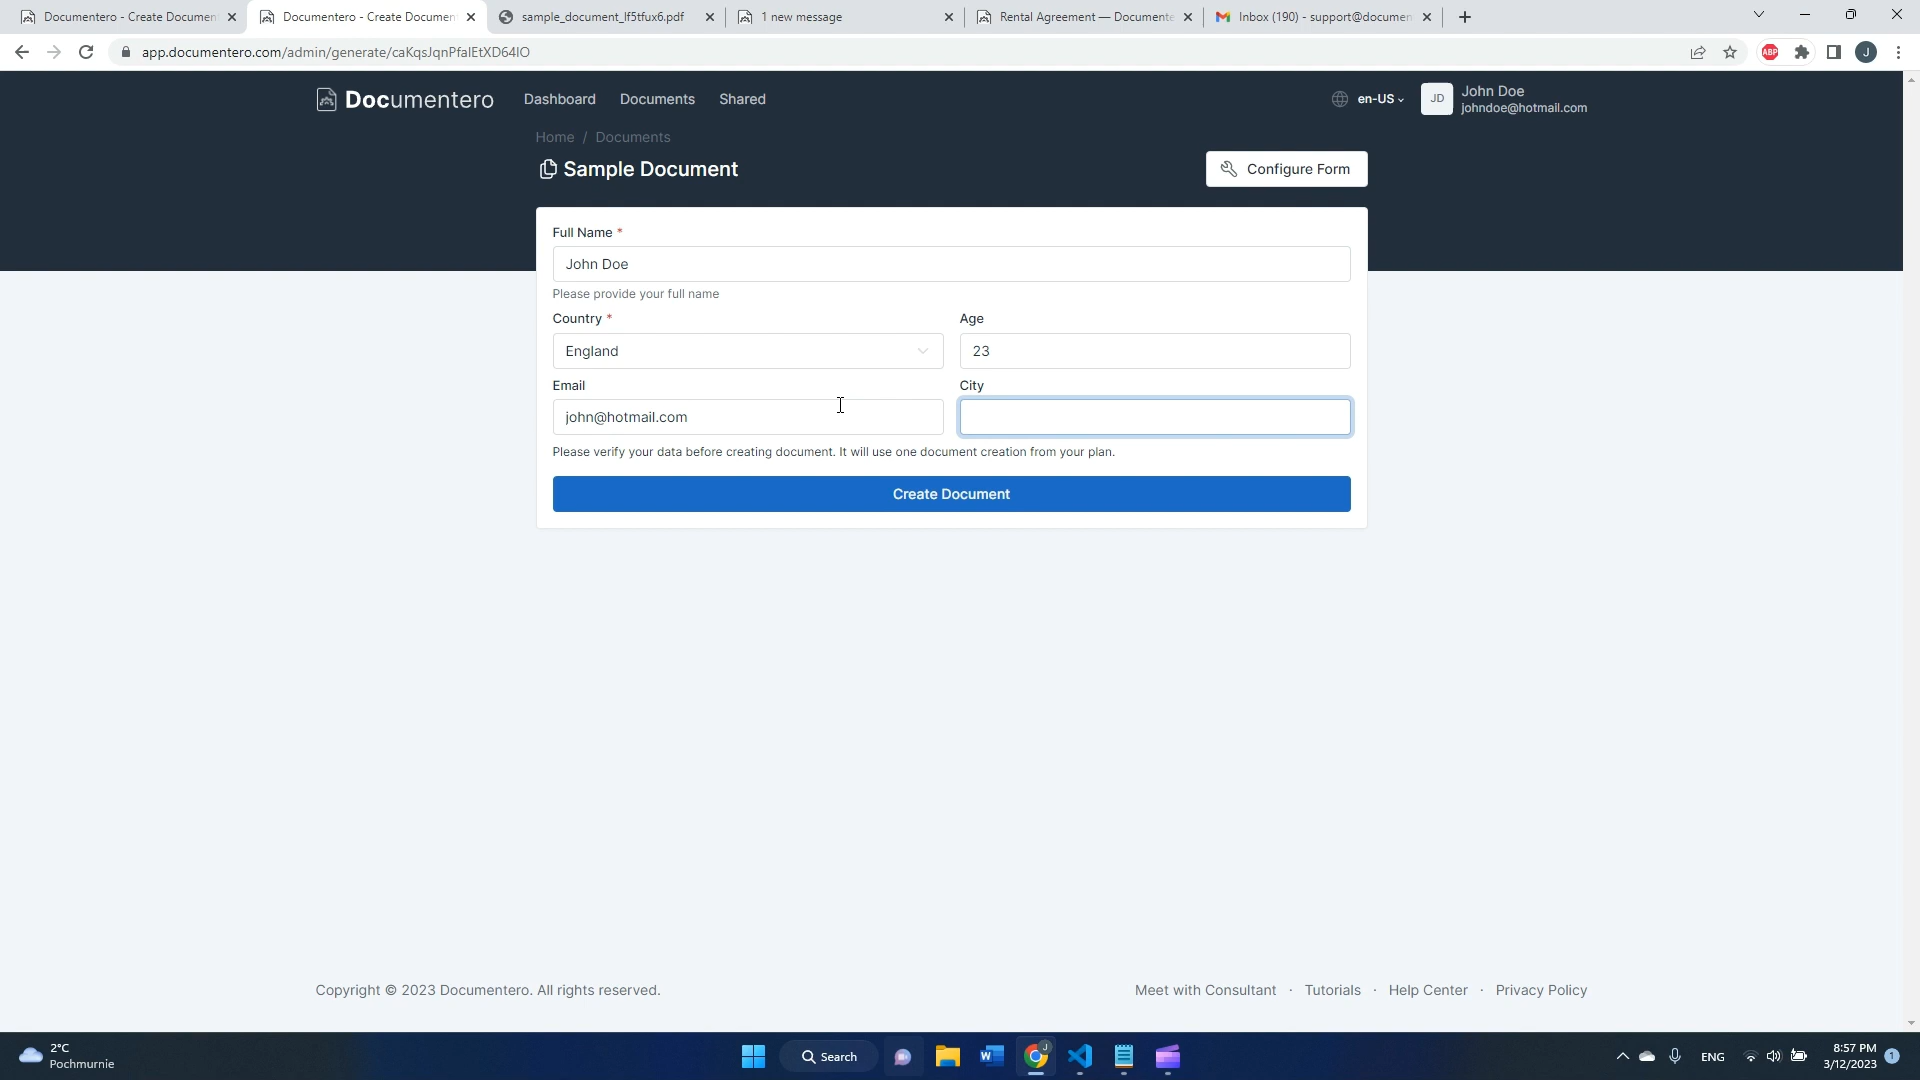 Documentero - Create Documen
Documentero - Create Documen
sample_document_lf5tfux6.pdf
1 new message
Rental Agreement — Documente
Inbox (190) - support@documen
app.documentero.com/admin/generate/caKqsJqnPfalEtXD64IO
ABP
J
Documentero
Dashboard
Documents
Shared
en-US
JD
John Doe
johndoe@hotmail.com
Home / Documents
Sample Document
Configure Form
Full Name *
John Doe
Please provide your full name
Country *
Age
England
23
Email
City
john@hotmail.com
Please verify your data before creating document. It will use one document creation from your plan.
Create Document
Copyright © 2023 Documentero. All rights reserved.
Meet with Consultant · Tutorials · Help Center · Privacy Policy
2°C
Pochmurnie
Search
J
ENG
8:57 PM
3/12/2023
1